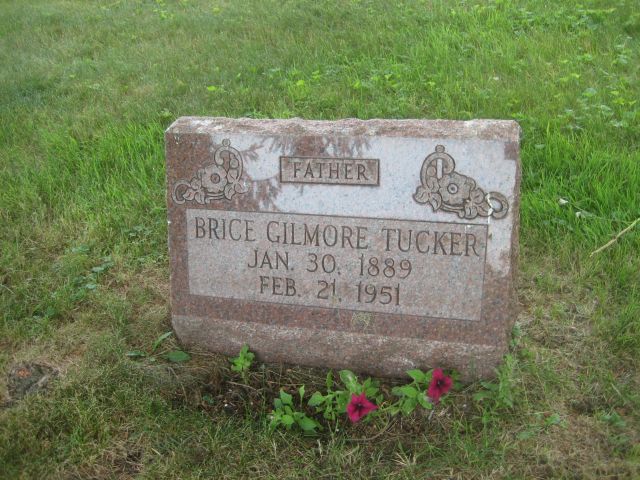 FATHER
BRICE GILMORE TUCKER
JAN. 30. 1889
FEB. 21. 1951